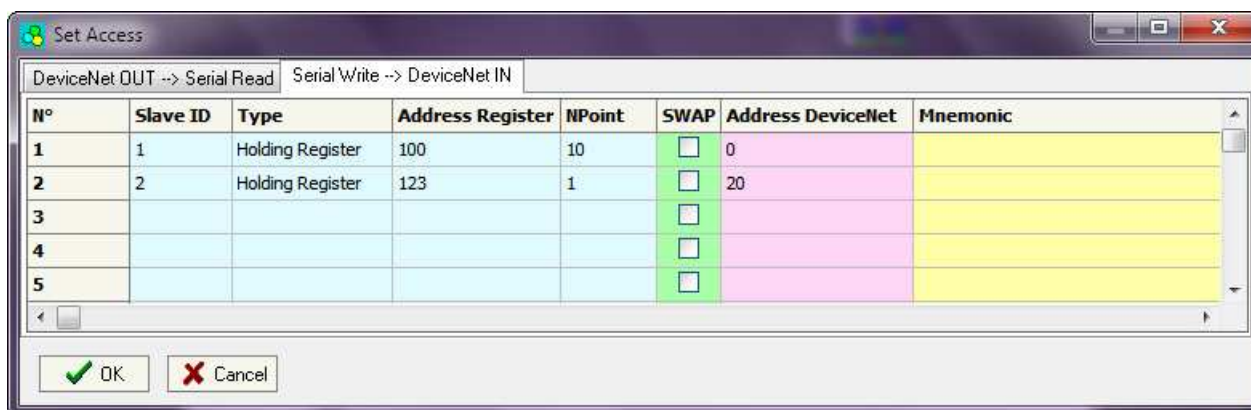 Set Access
DeviceNet OUT --> Serial Read Serial Write --> DeviceNet IN
N° Slave ID Type Address Register NPoint SWAP Address DeviceNet Mnemonic
1 1 Holding Register 100 10 0
2 2 Holding Register 123 1 20
3
4
5
OK Cancel